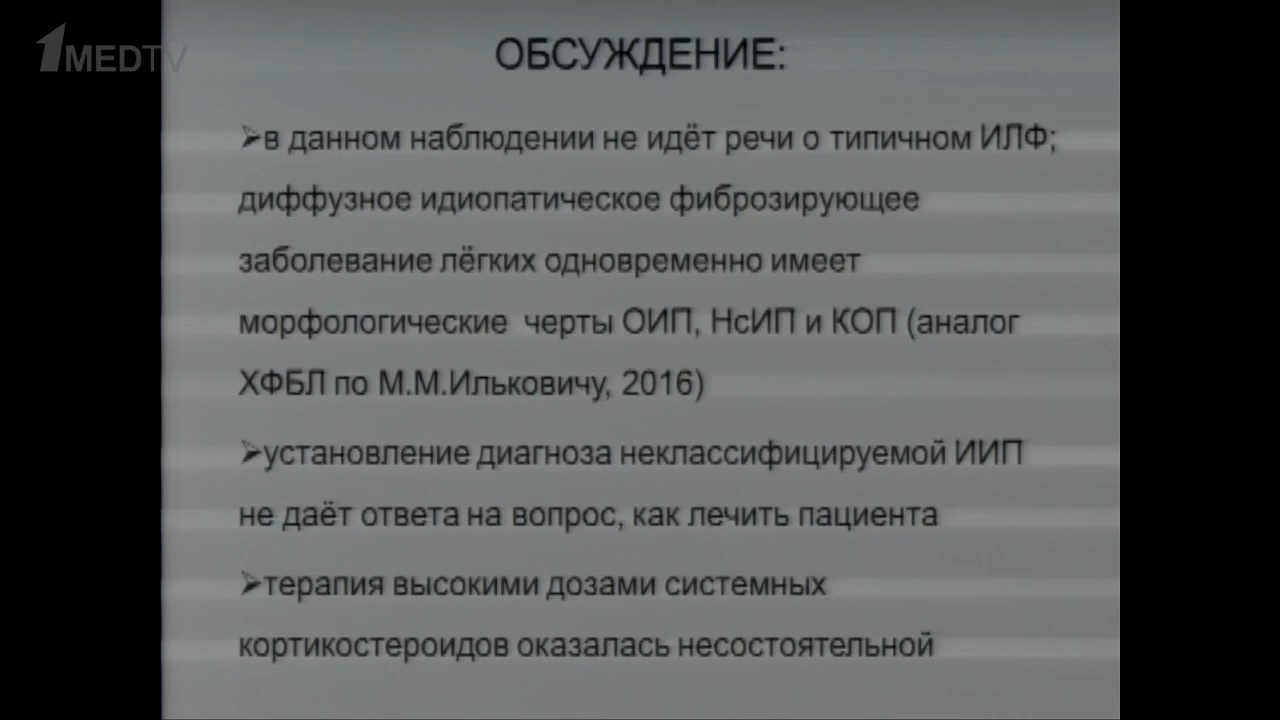 1MEDTV
ОБСУЖДЕНИЕ:
➢в данном наблюдении не идёт речи о типичном ИЛФ;
диффузное идиопатическое фиброзирующее
заболевание лёгких одновременно имеет
морфологические черты ОИП, НсИП и КОП (аналог
ХФБЛ по М.М.Ильковичу, 2016)
➢установление диагноза неклассифицируемой ИИП
не даёт ответа на вопрос, как лечить пациента
➢терапия высокими дозами системных
кортикостероидов оказалась несостоятельной